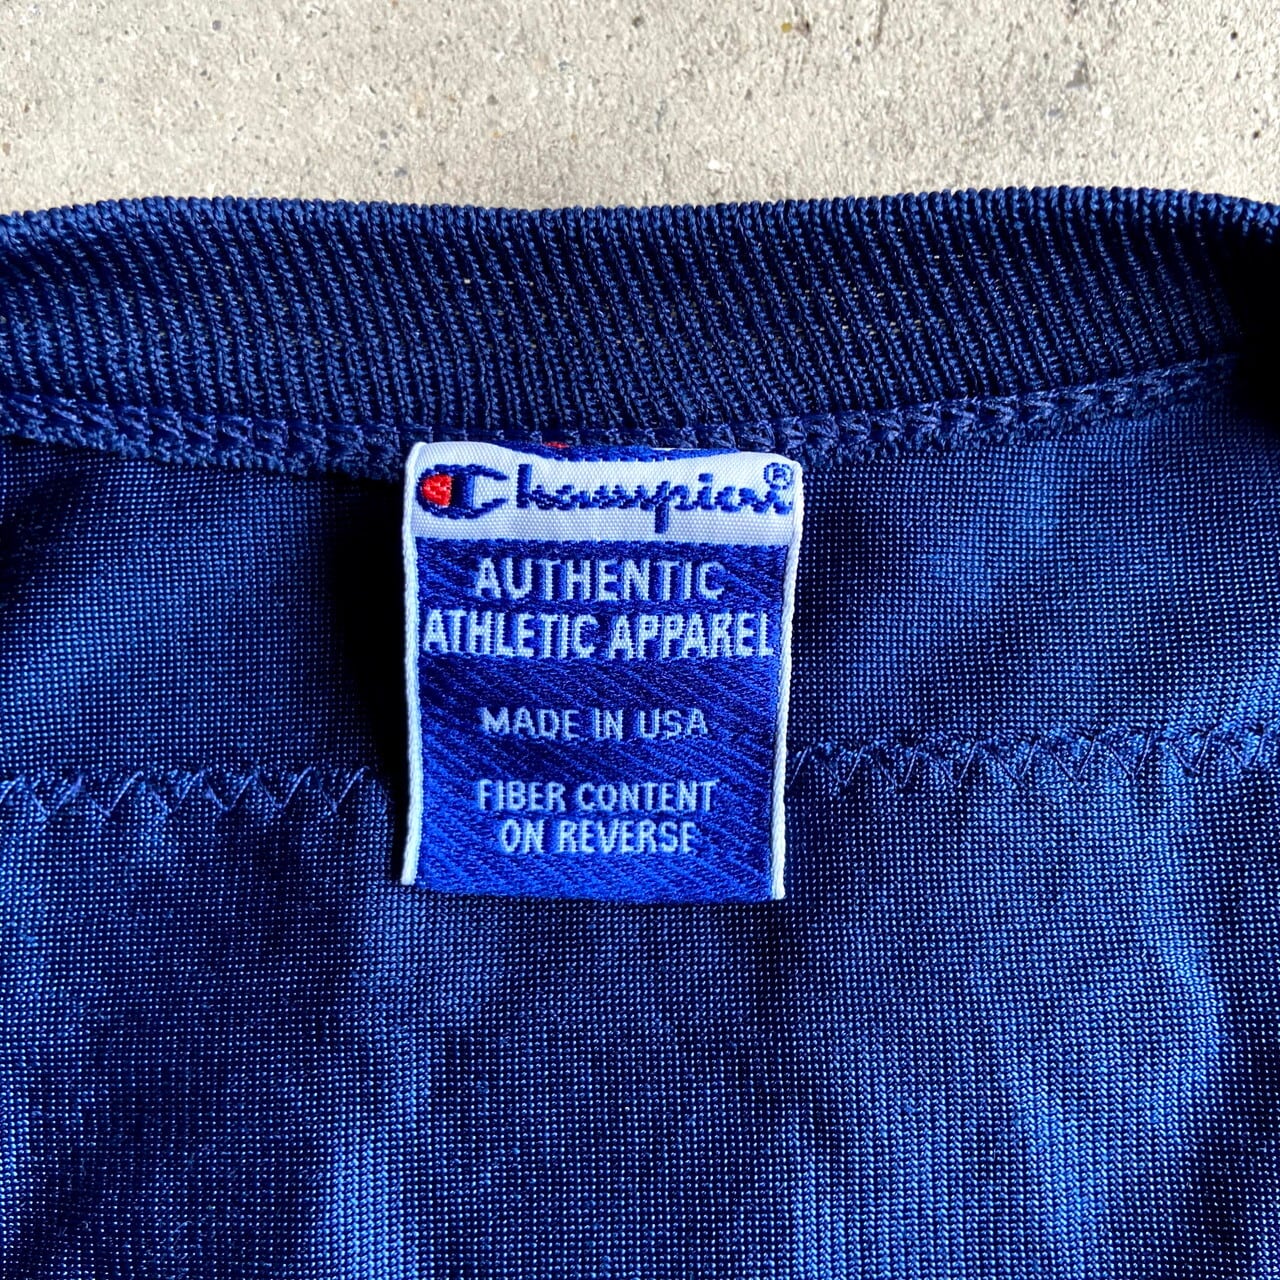 Champion®
AUTHENTIC
ATHLETIC APPAREL
MADE IN USA
FIBER CONTENT
ON REVERSE